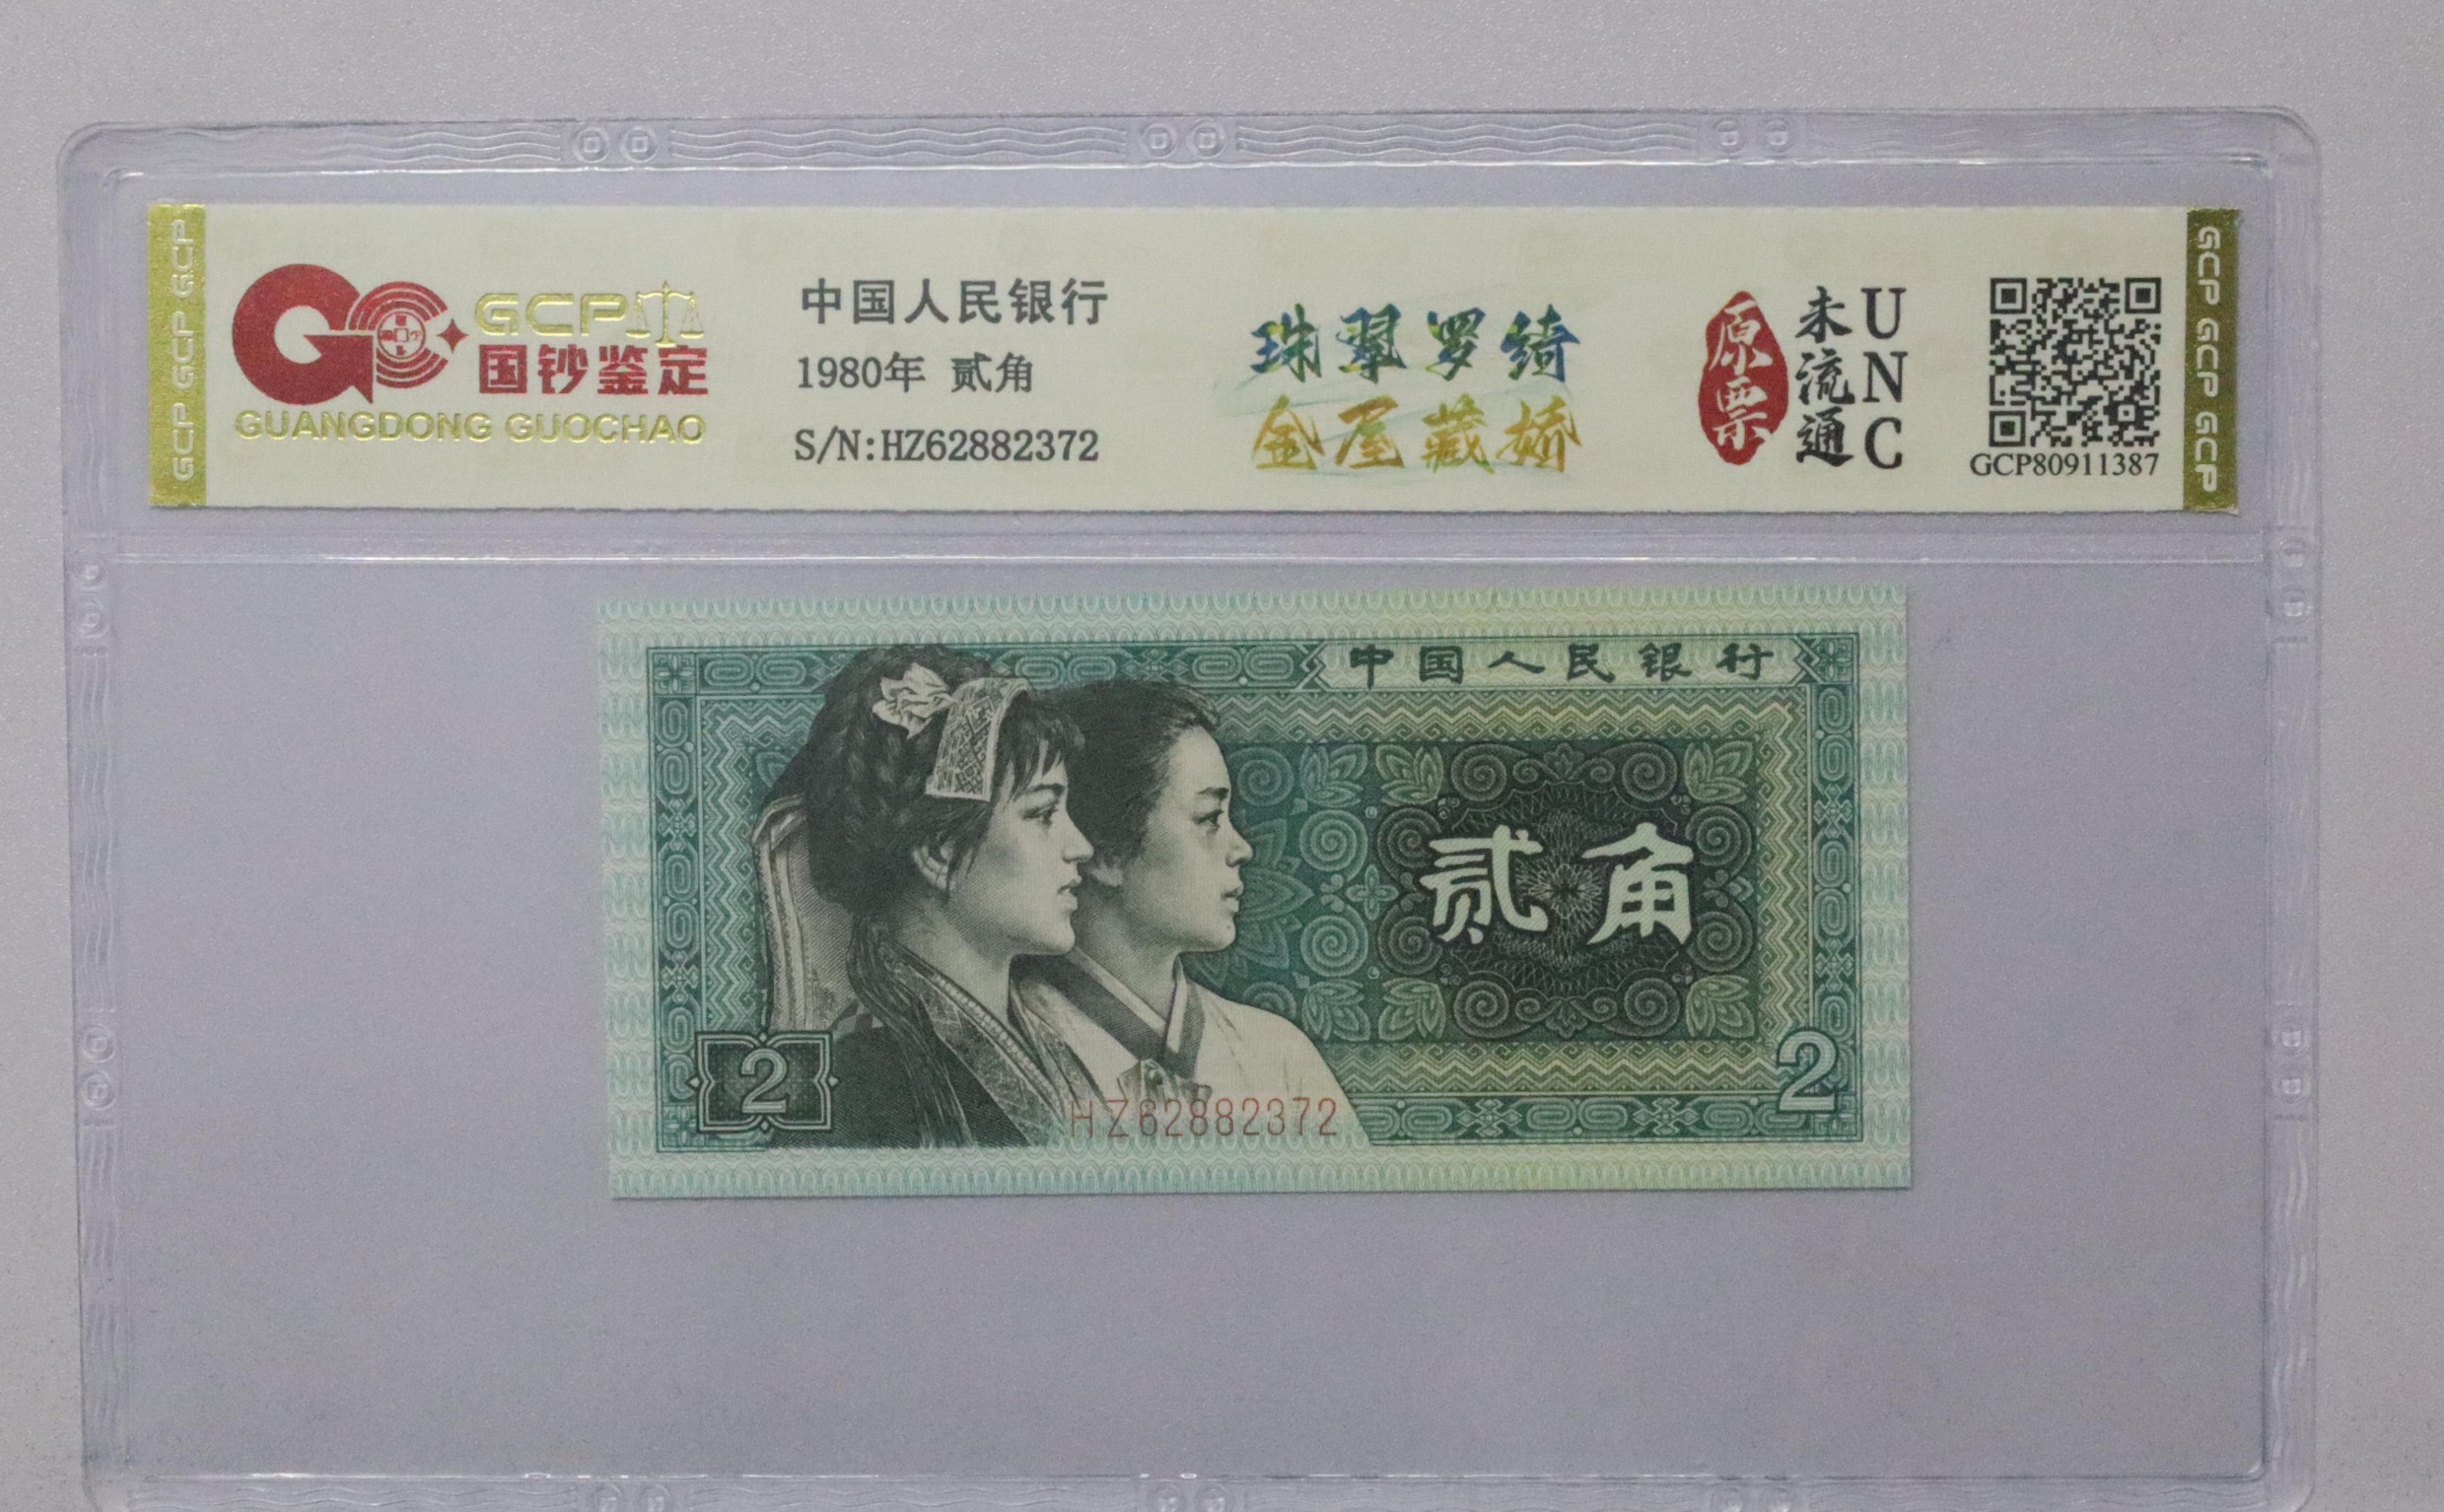 GCP GCP GCP
GCP
国钞鉴定
GUANGDONG GUOCHAO
中国人民银行
1980年 贰角
S/N:HZ62882372
珠翠罗绮
金屋藏娇
原票
未流通
UNC
GCP80911387
GCP GCP GCP
中国人民银行
贰角
2
HZ62882372
2